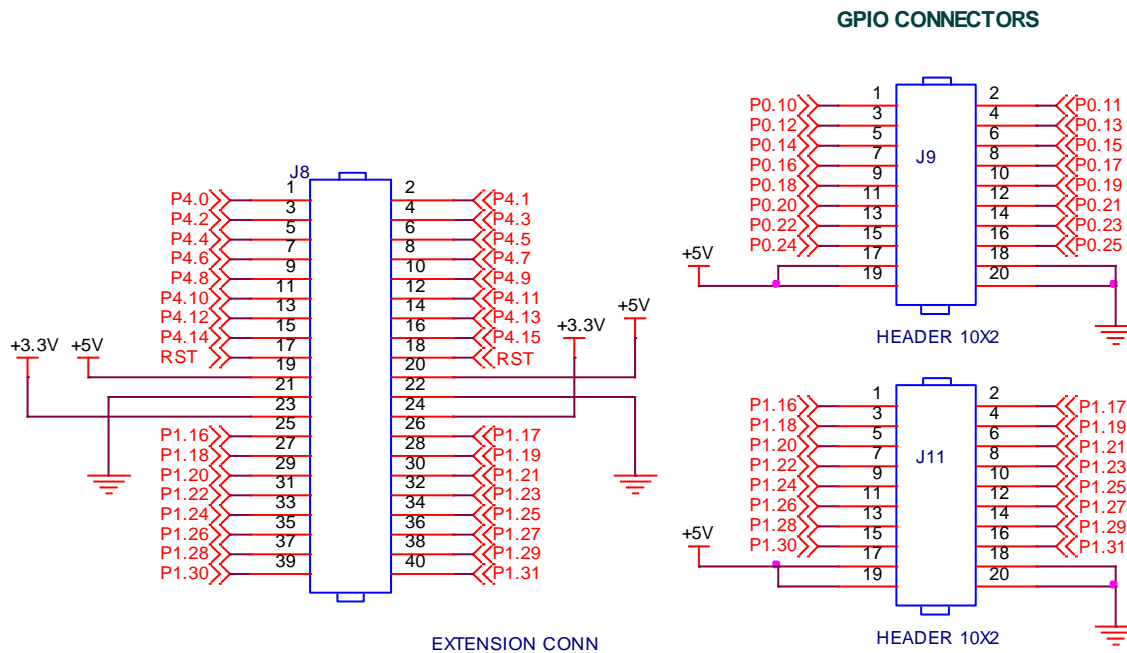 GPIO CONNECTORS
J8
P4.0 1 2 P4.1
P4.2 3 4 P4.3
P4.4 5 6 P4.5
P4.6 7 8 P4.7
P4.8 9 10 P4.9
P4.10 11 12 P4.11
P4.12 13 14 P4.13
P4.14 15 16 P4.15
RST 17 18 RST
+3.3V +5V 19 20 +3.3V +5V
21 22
23 24
P1.16 25 26 P1.17
P1.18 27 28 P1.19
P1.20 29 30 P1.21
P1.22 31 32 P1.23
P1.24 33 34 P1.25
P1.26 35 36 P1.27
P1.28 37 38 P1.29
P1.30 39 40 P1.31
EXTENSION CONN
P0.10 1 2 P0.11
P0.12 3 4 P0.13
P0.14 5 6 P0.15
J9
P0.16 7 8 P0.17
P0.18 9 10 P0.19
P0.20 11 12 P0.21
P0.22 13 14 P0.23
P0.24 15 16 P0.25
+5V 17 18
19 20
HEADER 10X2
P1.16 1 2 P1.17
P1.18 3 4 P1.19
P1.20 5 6 P1.21
J11
P1.22 7 8 P1.23
P1.24 9 10 P1.25
P1.26 11 12 P1.27
P1.28 13 14 P1.29
P1.30 15 16 P1.31
+5V 17 18
19 20
HEADER 10X2